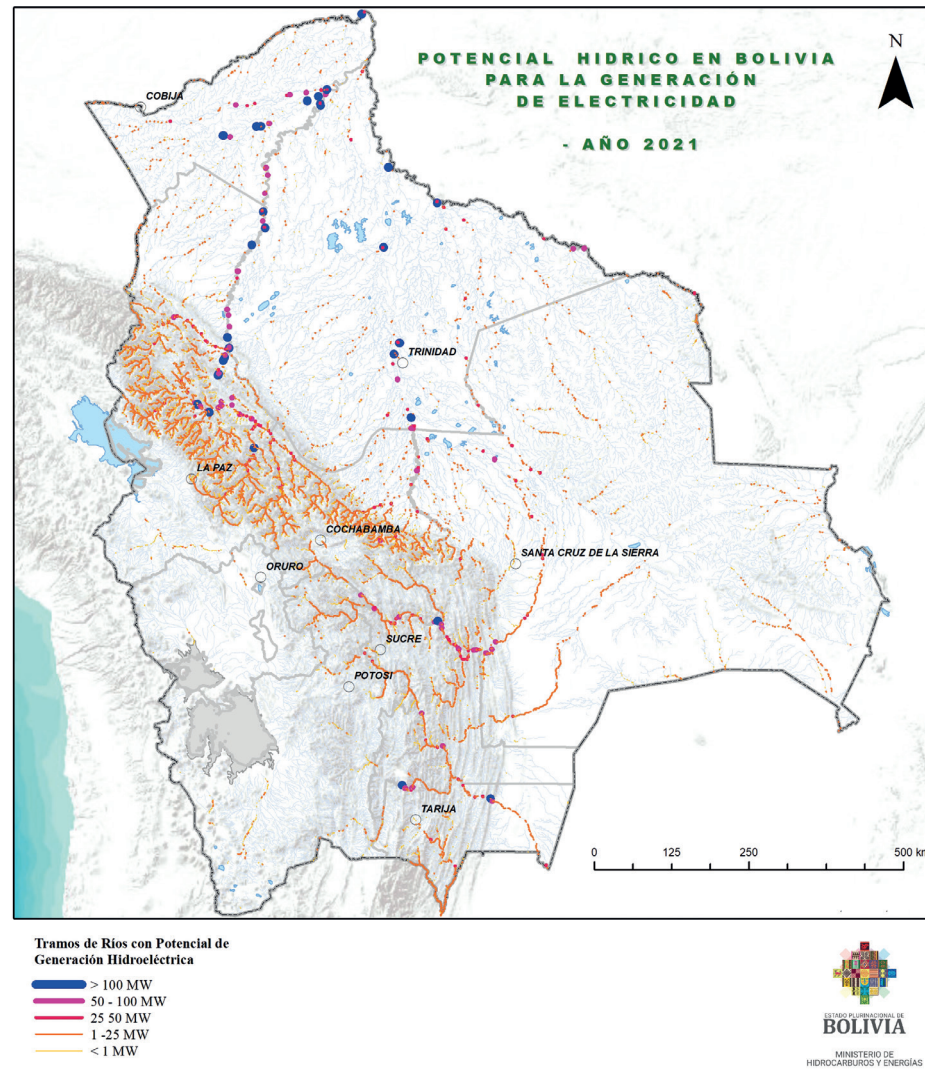 POTENCIAL HIDRICO EN BOLIVIA
PARA LA GENERACIÓN
DE ELECTRICIDAD
- AÑO 2021
N
COBIJA
TRINIDAD
LA PAZ
COCHABAMBA
SANTA CRUZ DE LA SIERRA
ORURO
SUCRE
POTOSI
TARIJA
0 125 250 500 km
Tramos de Ríos con Potencial de
Generación Hidroeléctrica
> 100 MW
50 - 100 MW
25 50 MW
1 -25 MW
< 1 MW
ESTADO PLURINACIONAL DE
BOLIVIA
MINISTERIO DE
HIDROCARBUROS Y ENERGÍAS